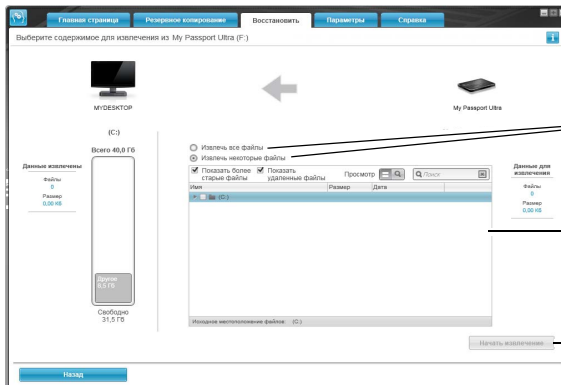 Главная страница
Резервное копирование
Восстановить
Параметры
Справка
Выберите содержимое для извлечения из My Passport Ultra (F:)
MYDESKTOP
My Passport Ultra
(C:)
Всего 40,0 Гб
Извлечь все файлы
Извлечь некоторые файлы
Данные извлечены
Файлы
0
Размер
0,00 КБ
Показать более старые файлы
Показать удаленные файлы
Просмотр
Поиск
Имя
Размер
Дата
(C:)
Данные для извлечения
Файлы
0
Размер
0,00 КБ
Другое
8,5 Гб
Свободно
31,5 Гб
Исходное местоположение файлов: (C:)
Начать извлечение
Назад